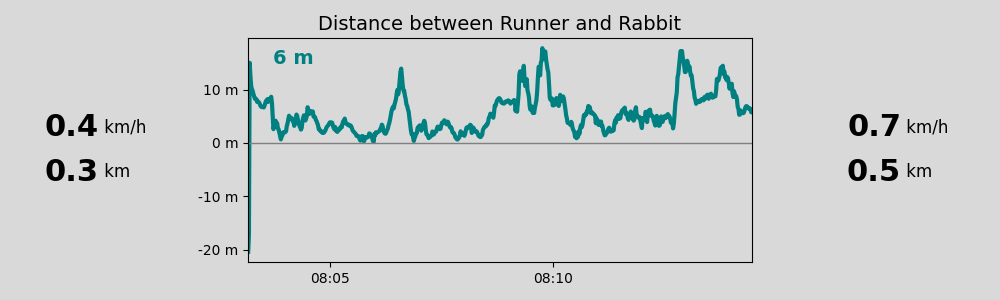 Distance between Runner and Rabbit
6 m
0.4 km/h
0.3 km
10 m
0 m
-10 m
-20 m
08:05
08:10
0.7 km/h
0.5 km